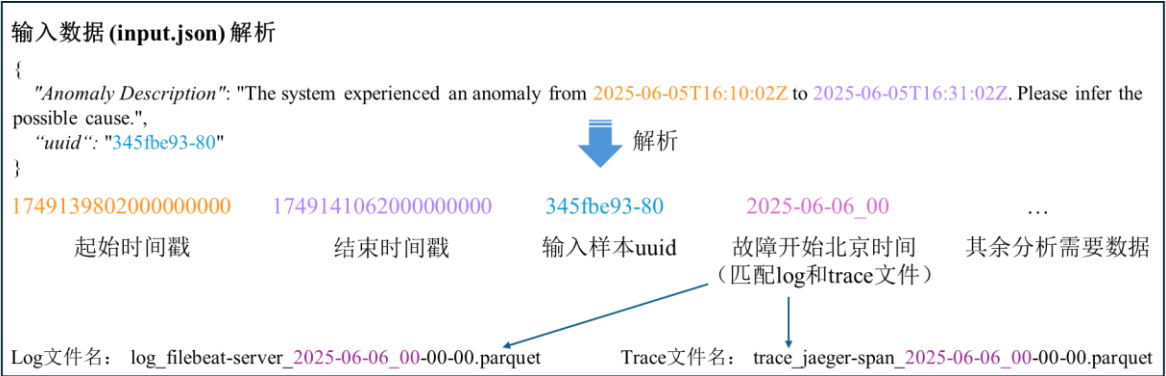 输入数据 (input.json) 解析
{
"Anomaly Description": "The system experienced an anomaly from 2025-06-05T16:10:02Z to 2025-06-05T16:31:02Z. Please infer the
possible cause.",
“uuid“: "345fbe93-80"
}
解析
1749139802000000000 1749141062000000000 345fbe93-80 2025-06-06_00 …
起始时间戳 结束时间戳 输入样本uuid 故障开始北京时间 其余分析需要数据
（匹配log和trace文件）
Log文件名： log_filebeat-server_2025-06-06_00-00-00.parquet Trace文件名： trace_jaeger-span_2025-06-06_00-00-00.parquet